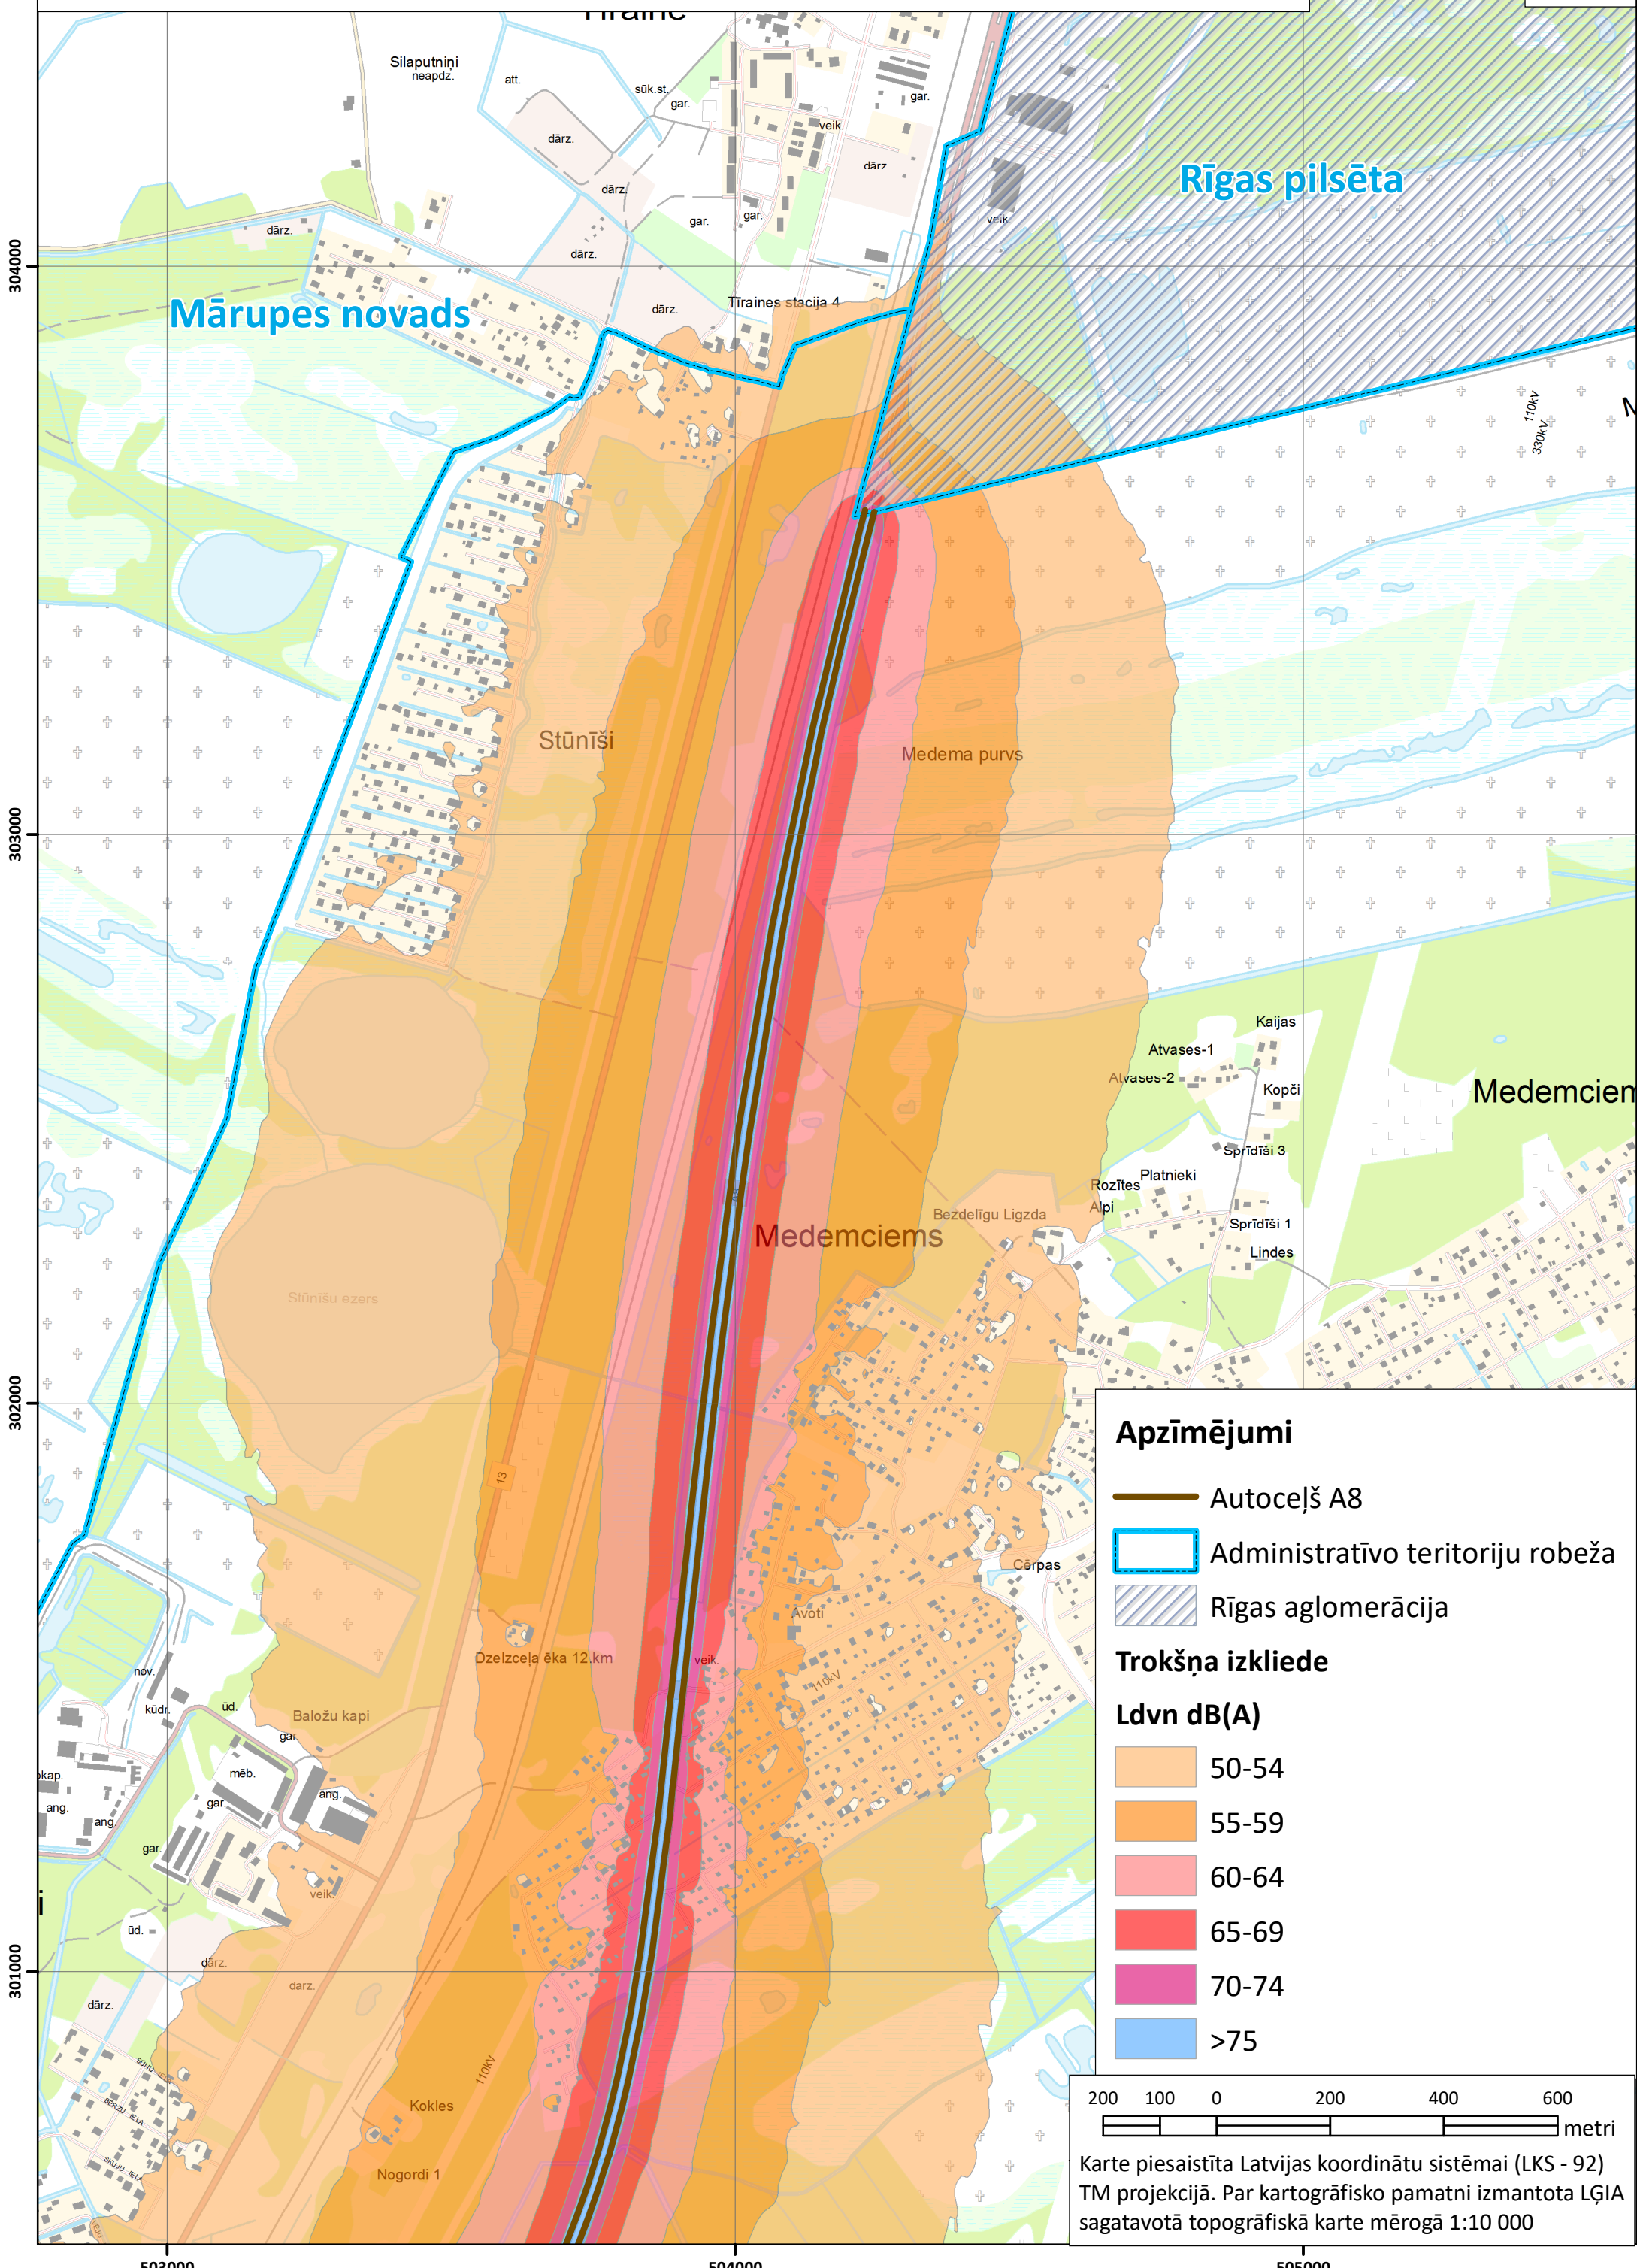 Silaputniņi
neapdz.
att.
sūk.st.
gar.
gar.
dārz.
veik.
dārz
dārz.
gar.
gar.
veik.
dārz.
dārz.
Rīgas pilsēta
304000
Mārupes novads
dārz.
Tīraines stacija 4
110kV
330kV
Stūnīši
Medema purvs
303000
Kaijas
Atvases-1
Atvases-2
Kopči
Medemciem
Sprīdīši 3
Platnieki
Rozītes
Alpi
Bezdelīgu Ligzda
Sprīdīši 1
Medemciems
Lindes
Stūnīšu ezers
302000
13
Cērpas
Avoti
Dzelzceļa ēka 12.km
veik.
110kV
nov.
kūdr.
ūd.
Baložu kapi
gar.
mēb.
ang.
gar.
okap.
ang.
ang.
gar.
veik.
ūd.
i
dārz.
darz.
301000
dārz.
SŪNU IELA
BĒRZU IELA
SKUJU IELA
110kV
Kokles
Nogordi 1
Apzīmējumi
Autoceļš A8
Administratīvo teritoriju robeža
Rīgas aglomerācija
Trokšņa izkliede
Ldvn dB(A)
50-54
55-59
60-64
65-69
70-74
>75
200 100 0 200 400 600
metri
Karte piesaistīta Latvijas koordinātu sistēmai (LKS - 92)
TM projekcijā. Par kartogrāfisko pamatni izmantota LĢIA
sagatavotā topogrāfiskā karte mērogā 1:10 000
503000 504000 505000